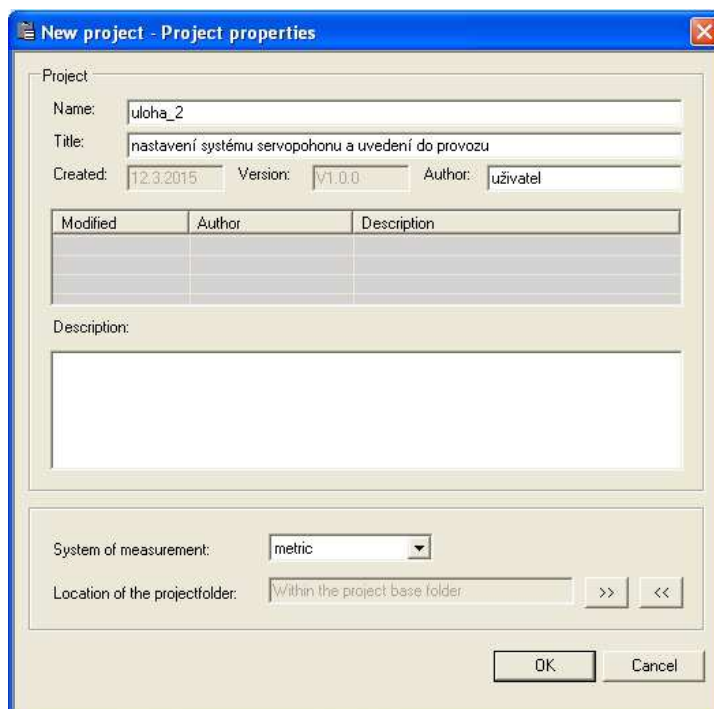 New project - Project properties
Project
Name: uloha_2
Title: nastavení systému servopohonu a uvedení do provozu
Created: 12.3.2015 Version: V1.0.0 Author: uživatel
Modified Author Description
Description:
System of measurement: metric
Location of the projectfolder: Within the project base folder >> <<
OK Cancel